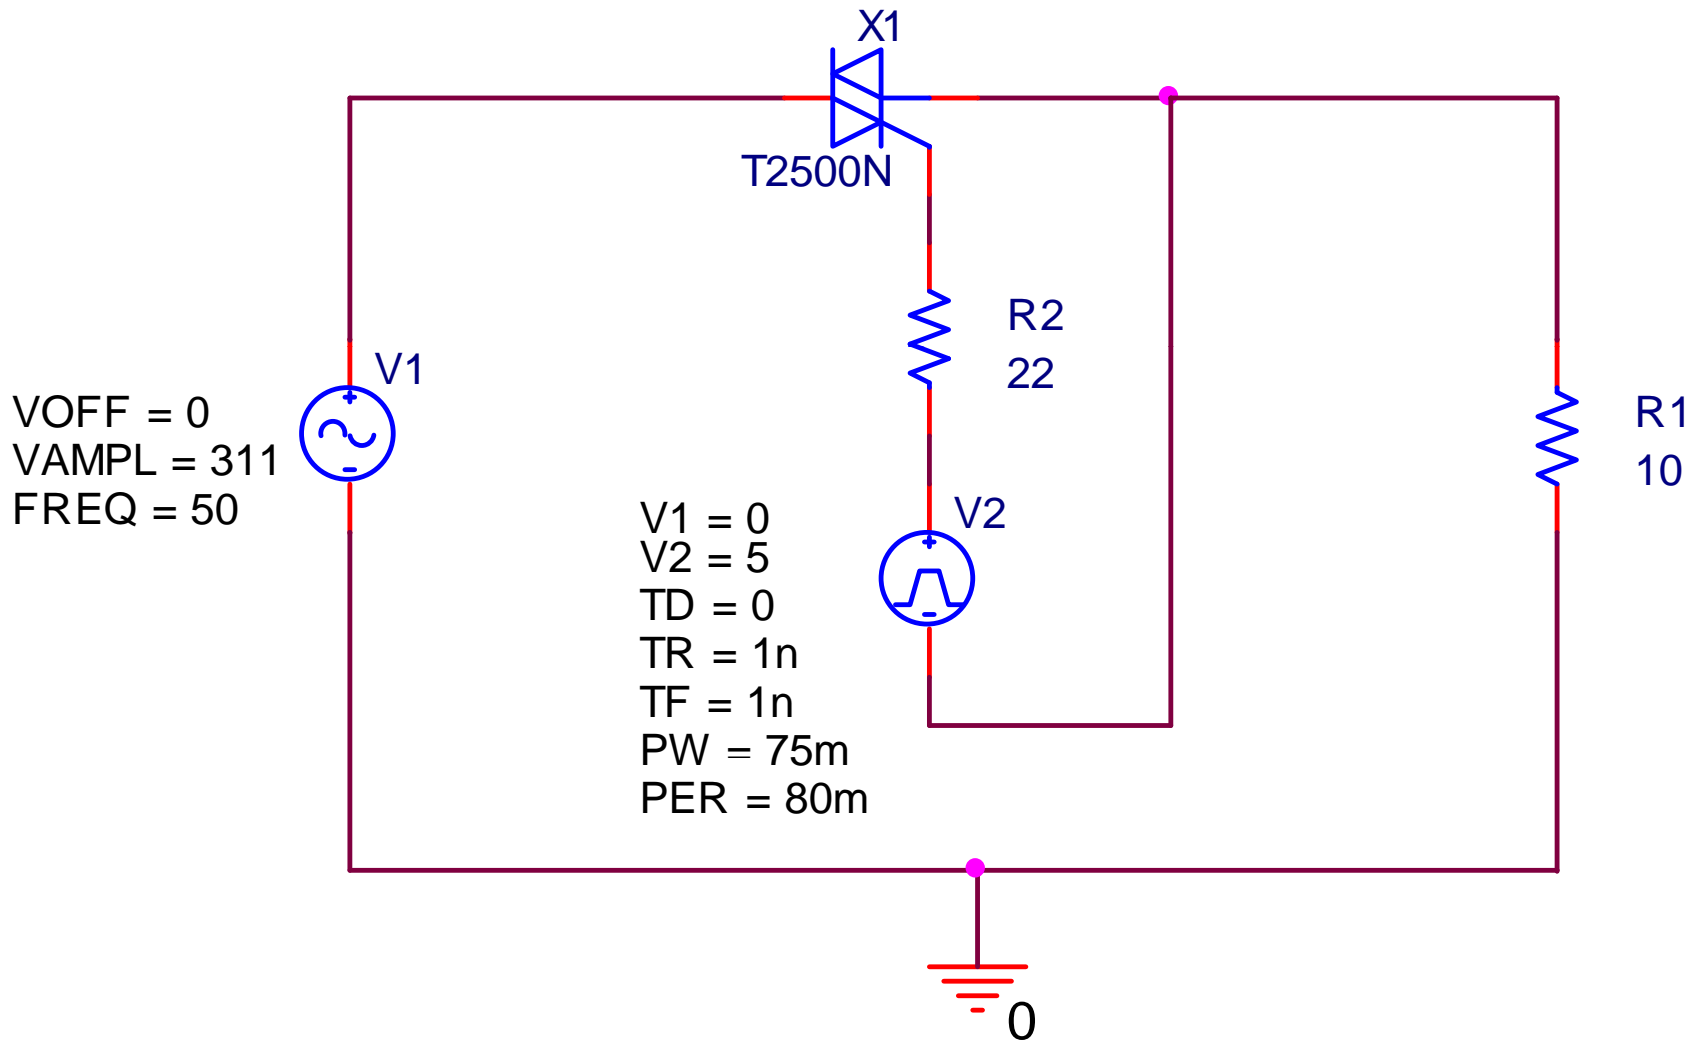 X1
T2500N
V1
VOFF = 0
VAMPL = 311
FREQ = 50
R2
22
R1
10
V2
V1 = 0
V2 = 5
TD = 0
TR = 1n
TF = 1n
PW = 75m
PER = 80m
0